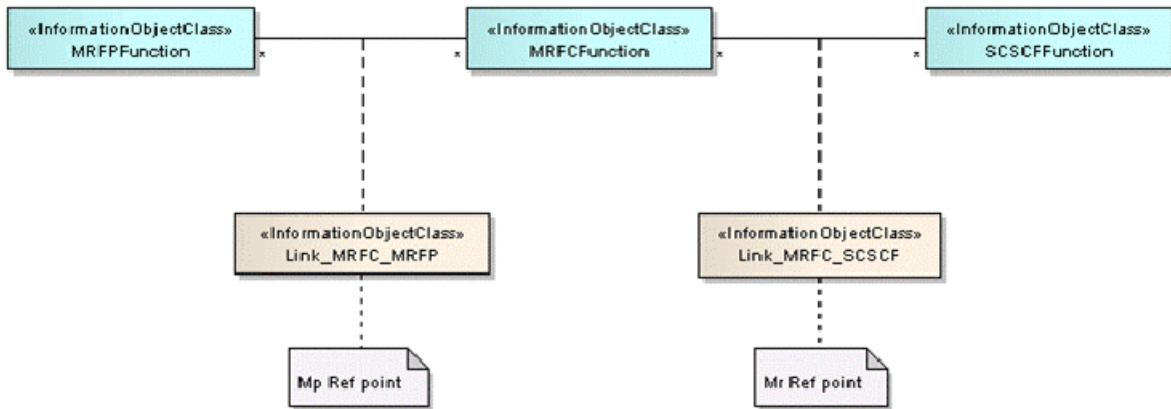 «InformationObjectClass»
MRFPFunction
*
*
«InformationObjectClass»
MRFCFunction
*
*
«InformationObjectClass»
SCSCFFunction
«InformationObjectClass»
Link_MRFC_MRFP
«InformationObjectClass»
Link_MRFC_SCSCF
Mp Ref point
Mr Ref point